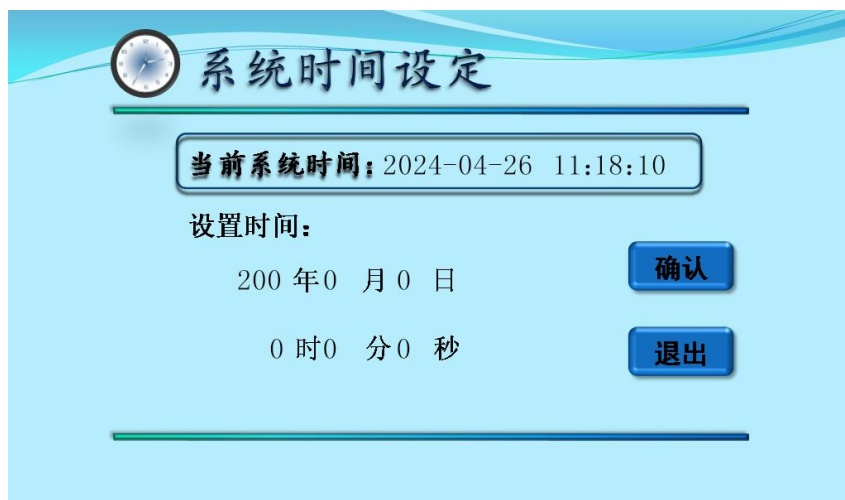 系统时间设定
当前系统时间:2024-04-26 11:18:10
设置时间:
200 年0 月0 日
确认
0 时0 分0 秒
退出